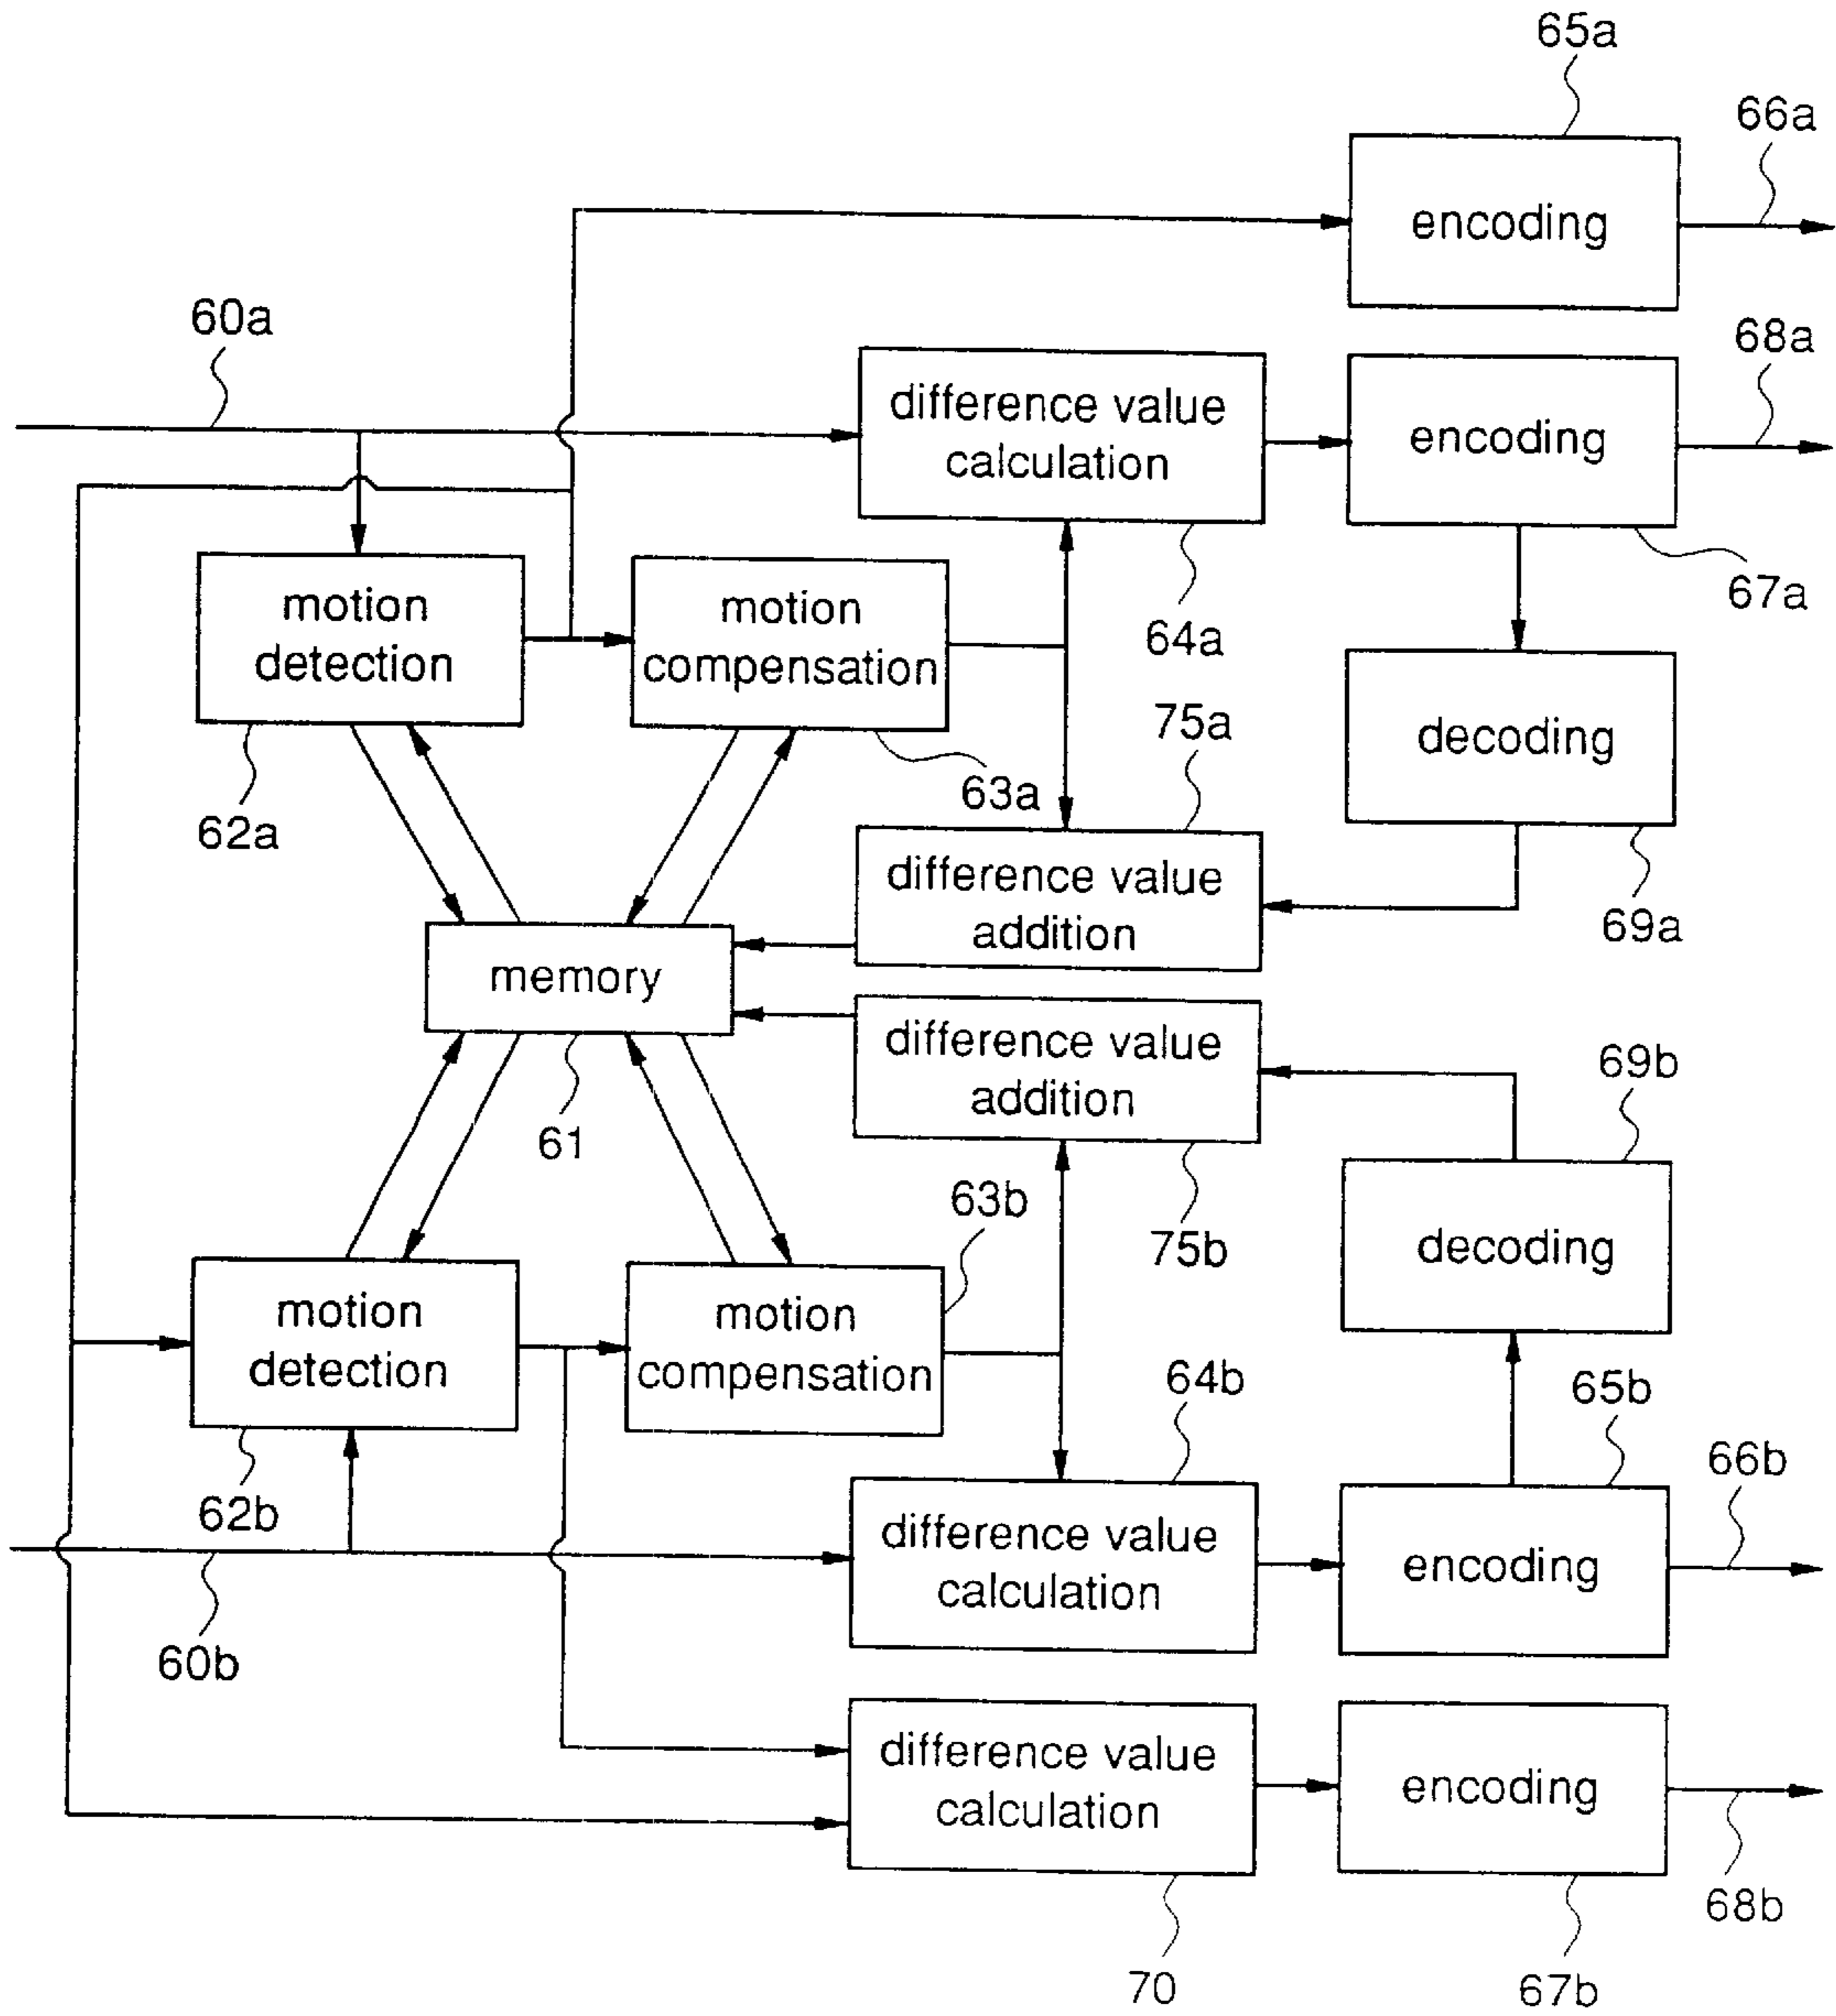 65a
66a
encoding
60a
68a
difference value
calculation
encoding
motion
detection
motion
compensation
64a
67a
75a
decoding
62a
63a
difference value
addition
69a
memory
difference value
addition
69b
61
63b
75b
decoding
motion
detection
motion
compensation
64b
65b
66b
62b
difference value
calculation
encoding
60b
difference value
calculation
encoding
68b
70
67b